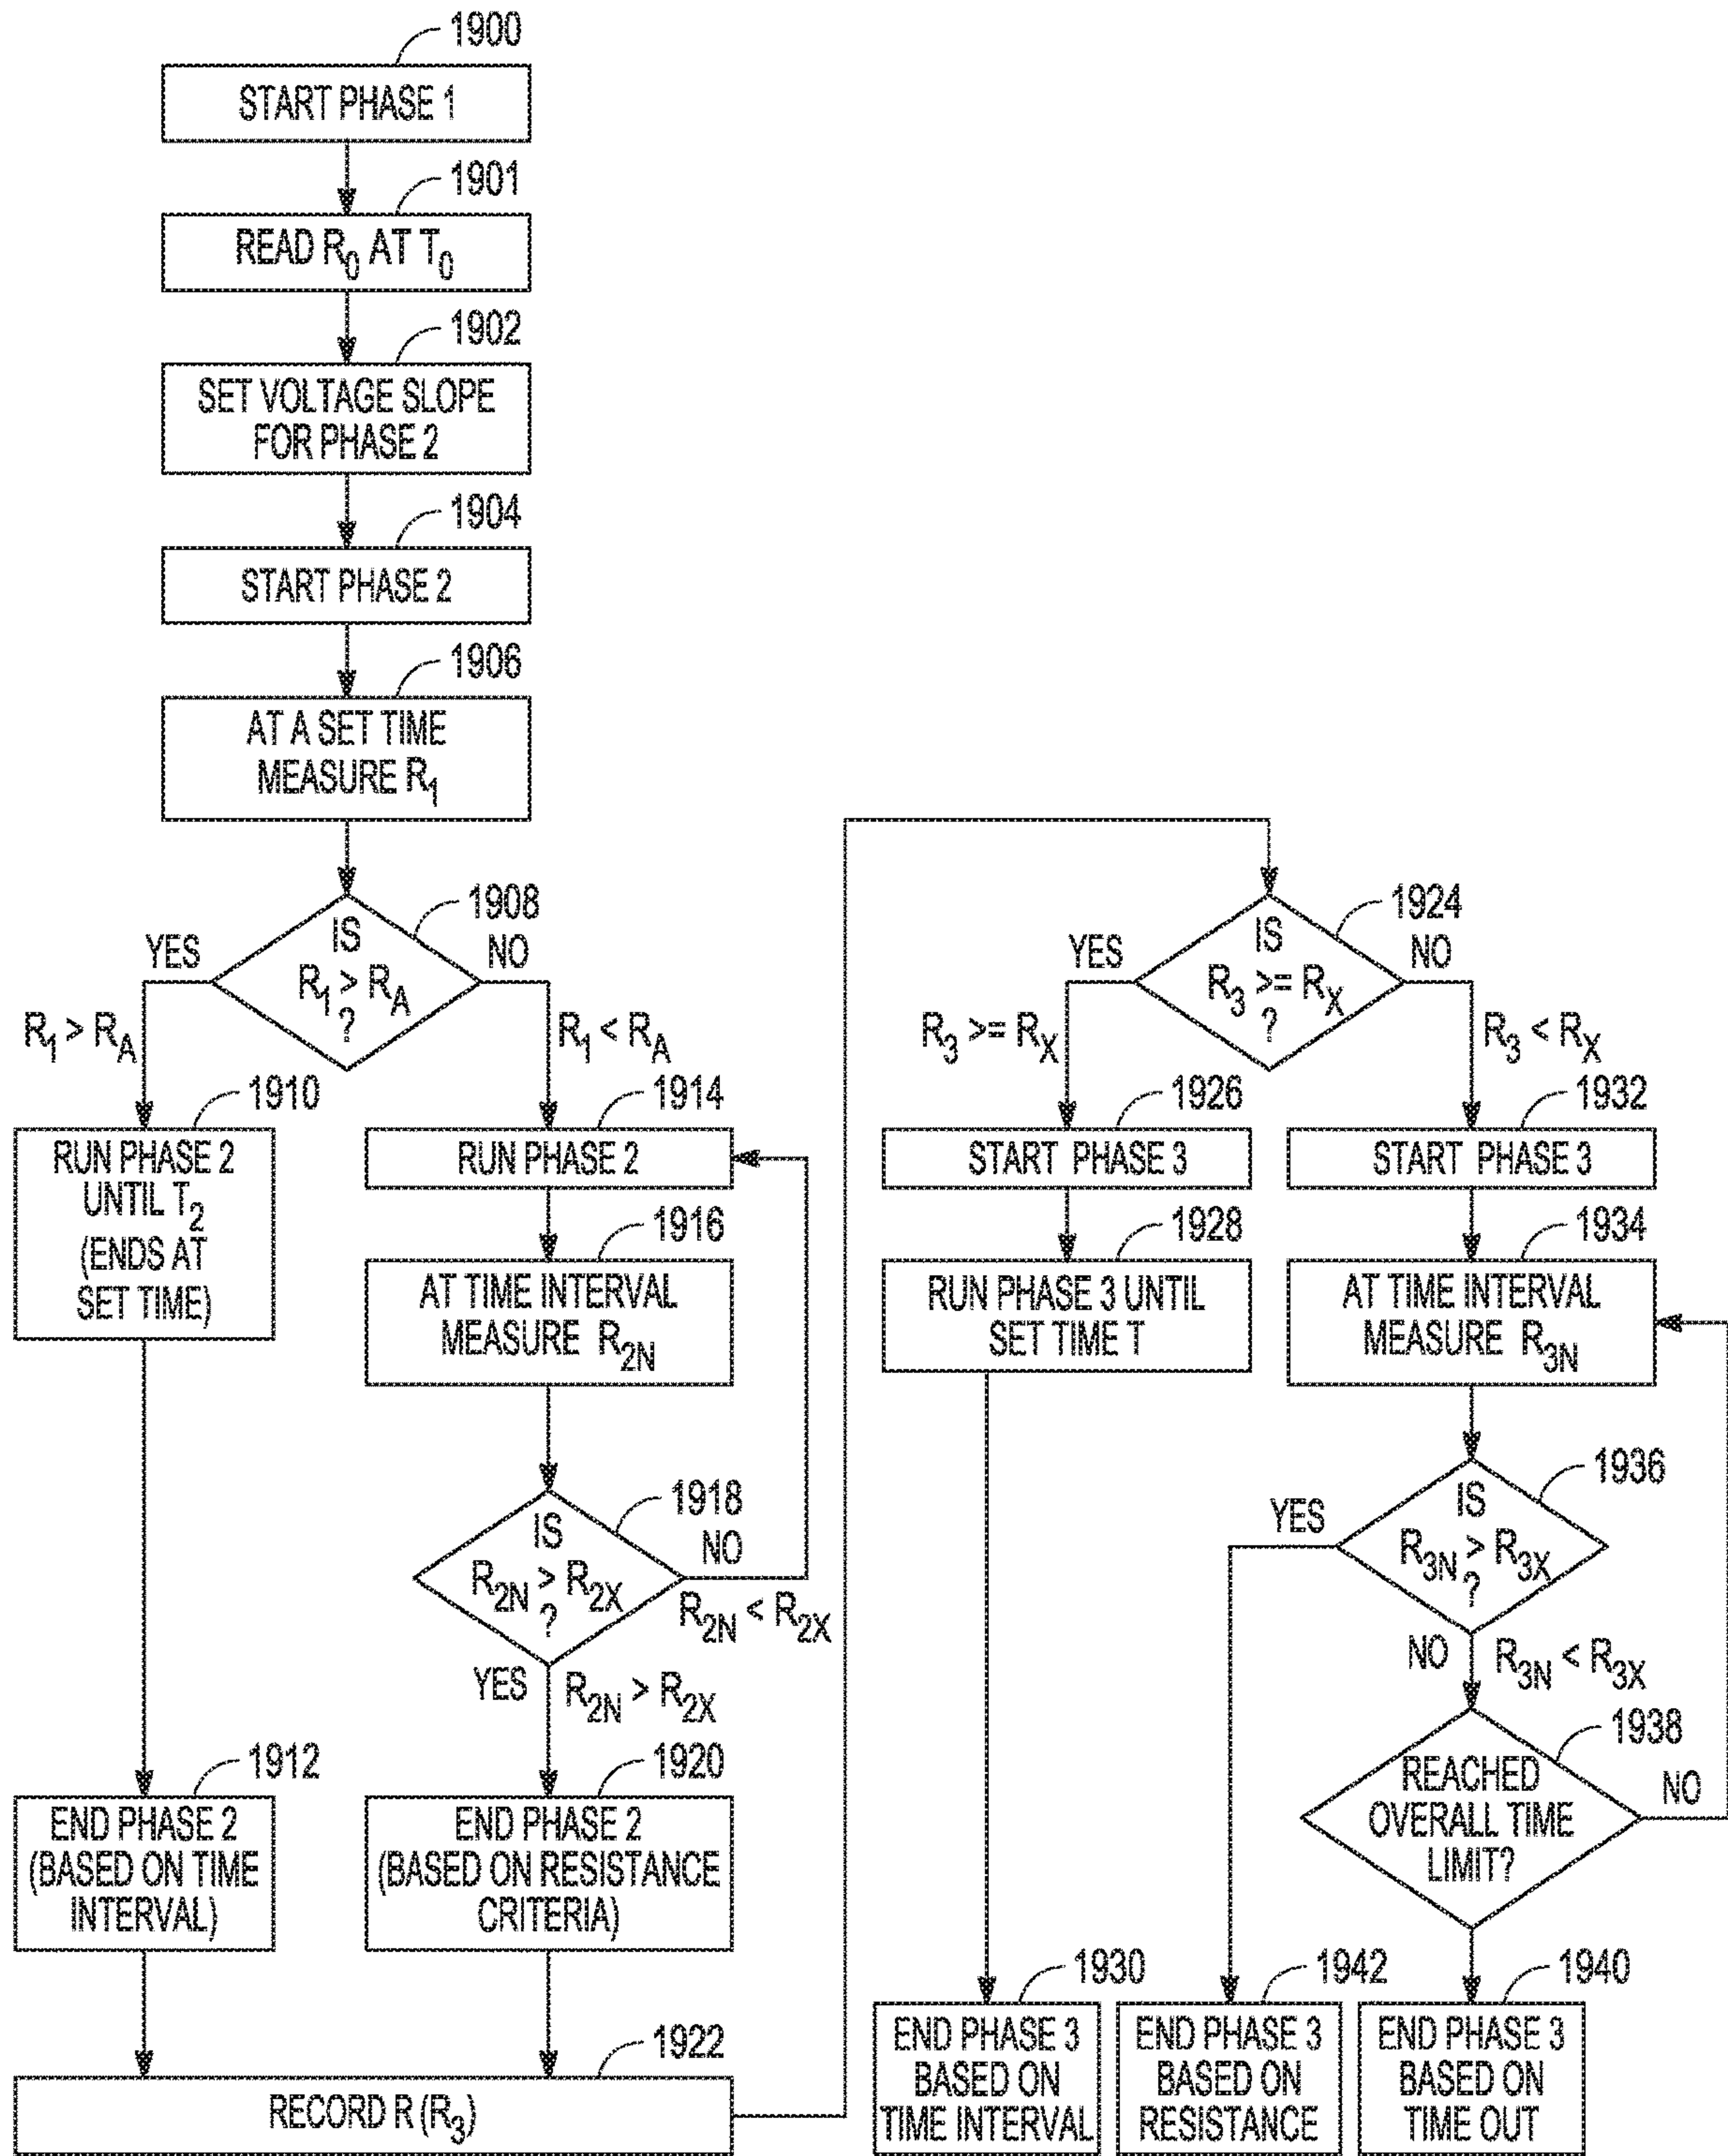 1900
START PHASE 1
1901
READ R0 AT T0
1902
SET VOLTAGE SLOPE
FOR PHASE 2
1904
START PHASE 2
1906
AT A SET TIME
MEASURE R1
1908
IS
R1 > RA
?
YES
NO
R1 > RA
R1 < RA
1910
RUN PHASE 2
UNTIL T2
(ENDS AT
SET TIME)
1914
RUN PHASE 2
1916
AT TIME INTERVAL
MEASURE R2N
1918
IS
R2N > R2X
?
NO
R2N < R2X
YES
R2N > R2X
1912
END PHASE 2
(BASED ON TIME
INTERVAL)
1920
END PHASE 2
(BASED ON RESISTANCE
CRITERIA)
1922
RECORD R (R3)
1924
IS
R3 >= RX
?
YES
NO
R3 >= RX
R3 < RX
1926
START PHASE 3
1928
RUN PHASE 3 UNTIL
SET TIME T
1932
START PHASE 3
1934
AT TIME INTERVAL
MEASURE R3N
1936
IS
R3N > R3X
?
YES
NO
R3N < R3X
1938
REACHED
OVERALL TIME
LIMIT?
NO
1930
END PHASE 3
BASED ON
TIME INTERVAL
1942
END PHASE 3
BASED ON
RESISTANCE
1940
END PHASE 3
BASED ON
TIME OUT